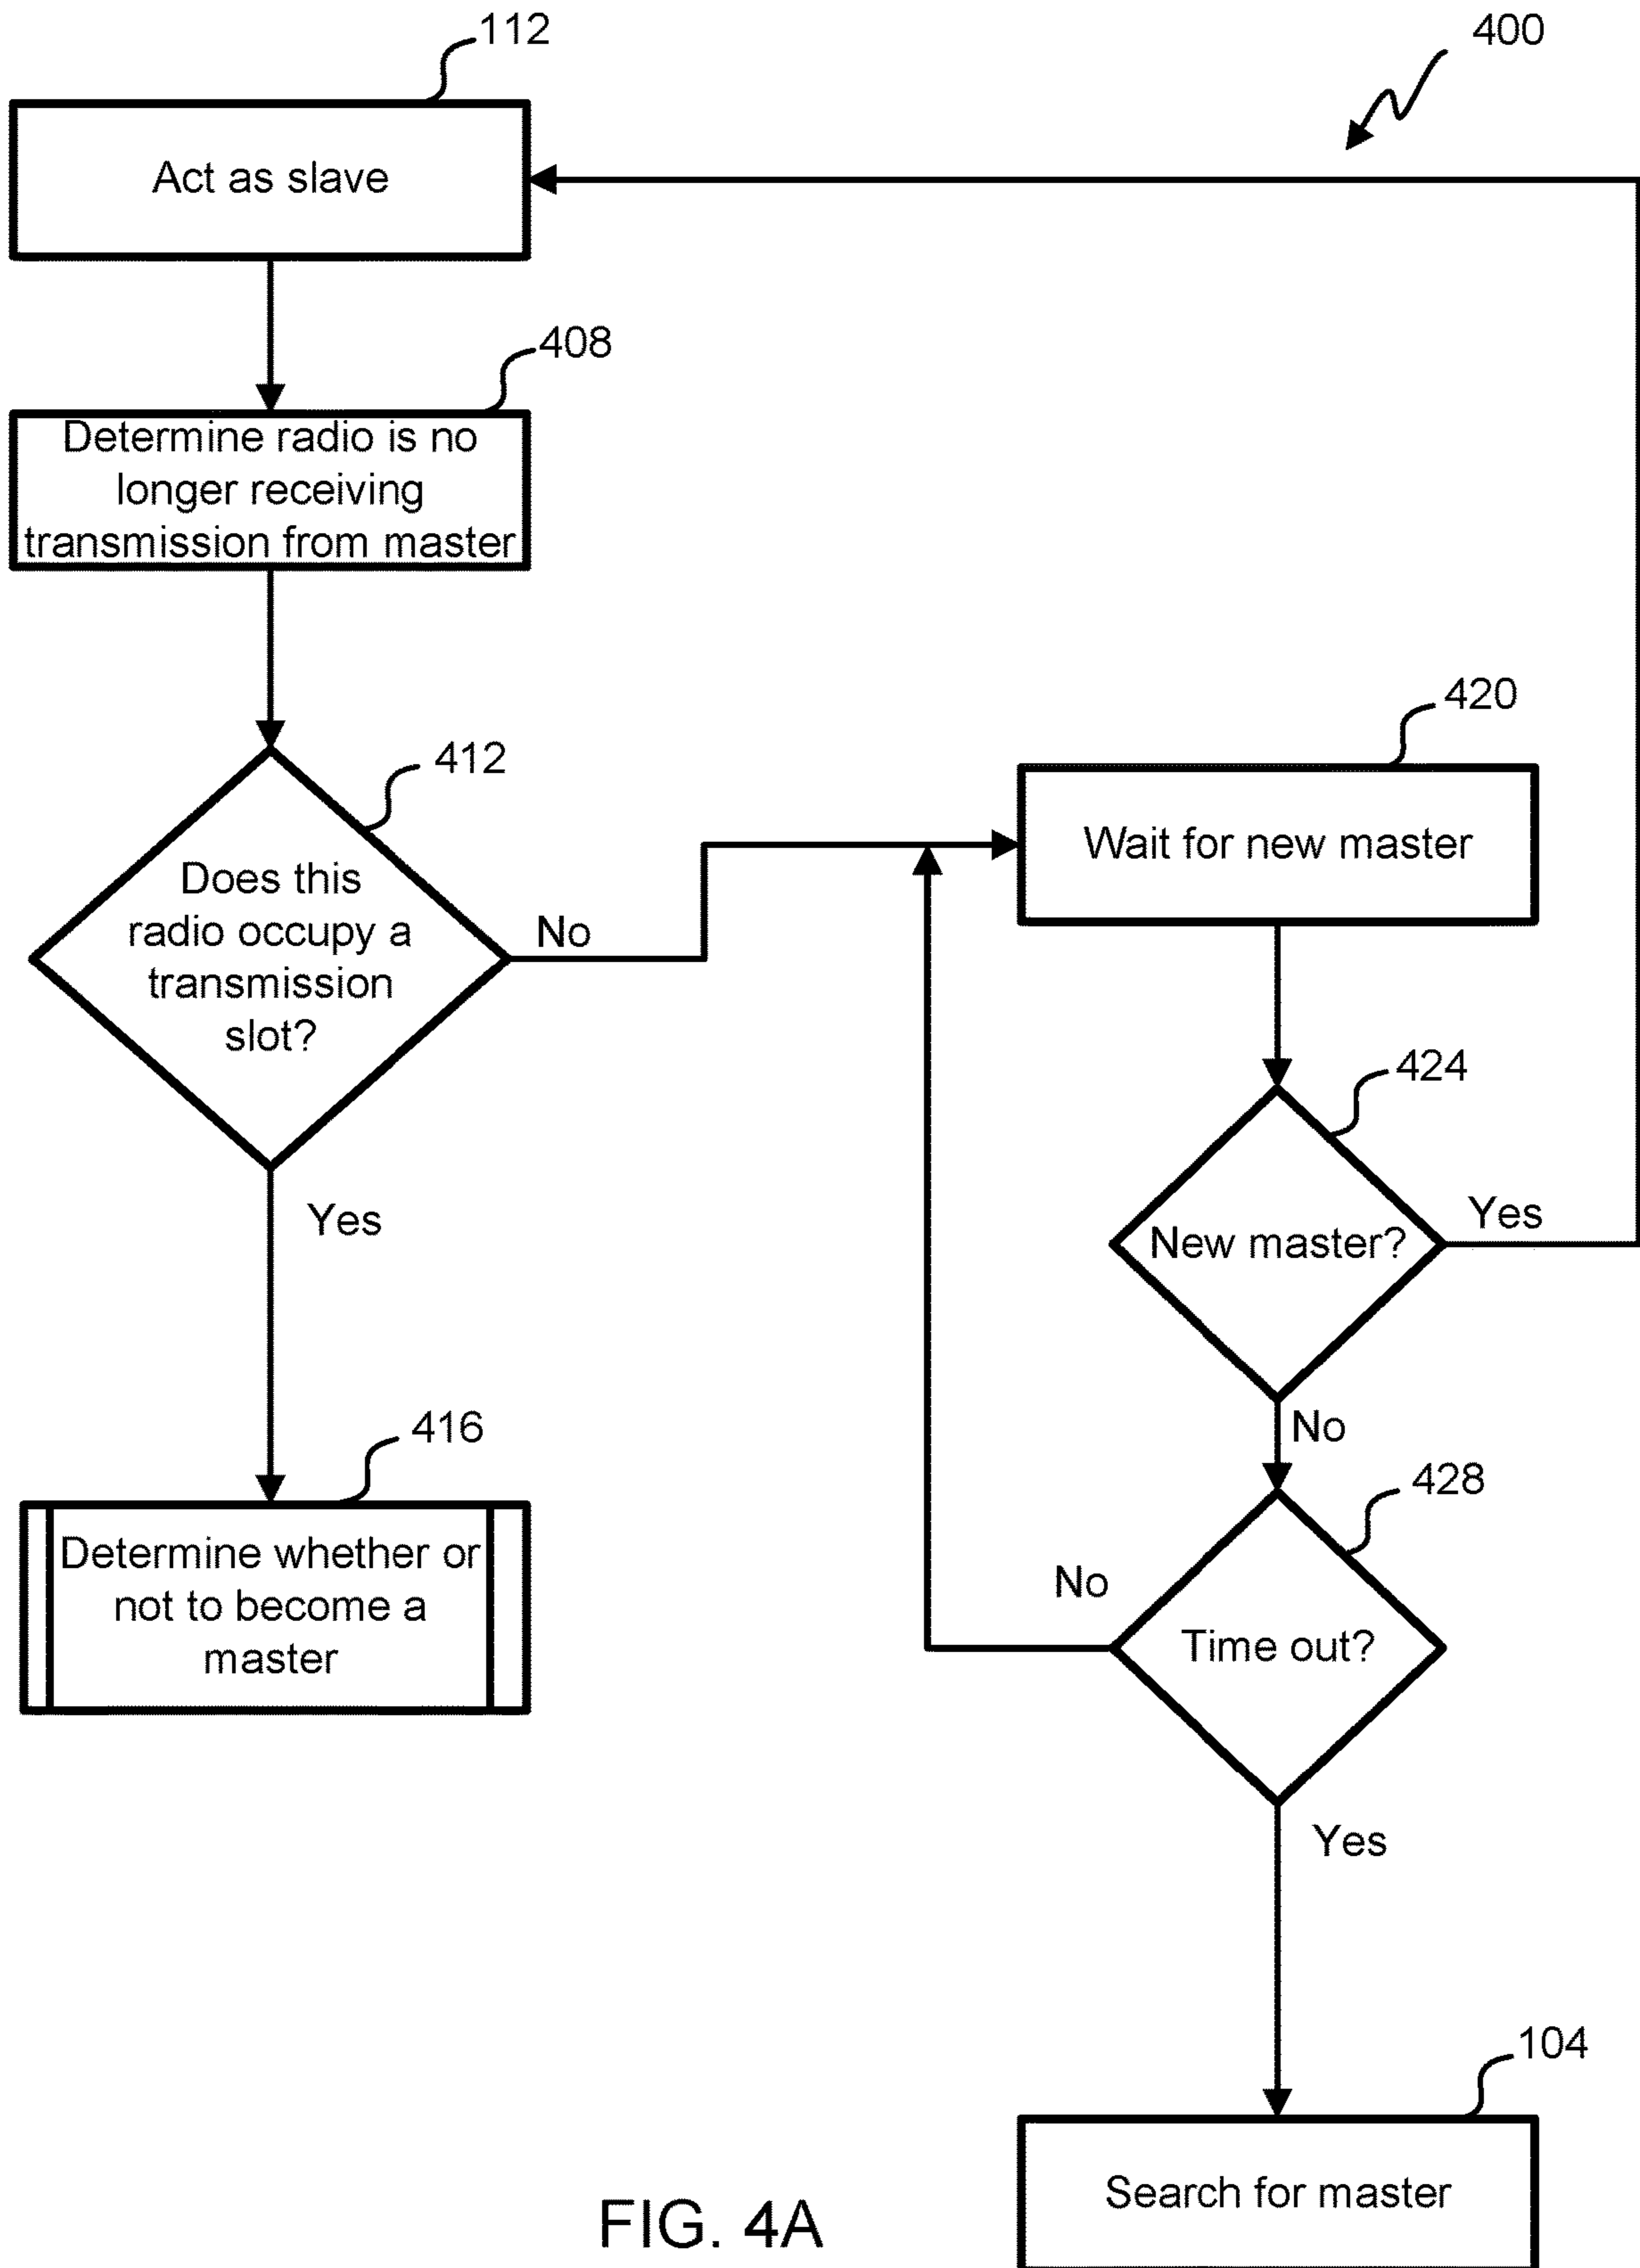 112
400
Act as slave
408
Determine radio is no
longer receiving
transmission from master
412
Does this
radio occupy a
transmission
slot?
No
Yes
416
Determine whether or
not to become a
master
420
Wait for new master
424
New master?
Yes
No
428
Time out?
No
Yes
104
Search for master
FIG. 4A